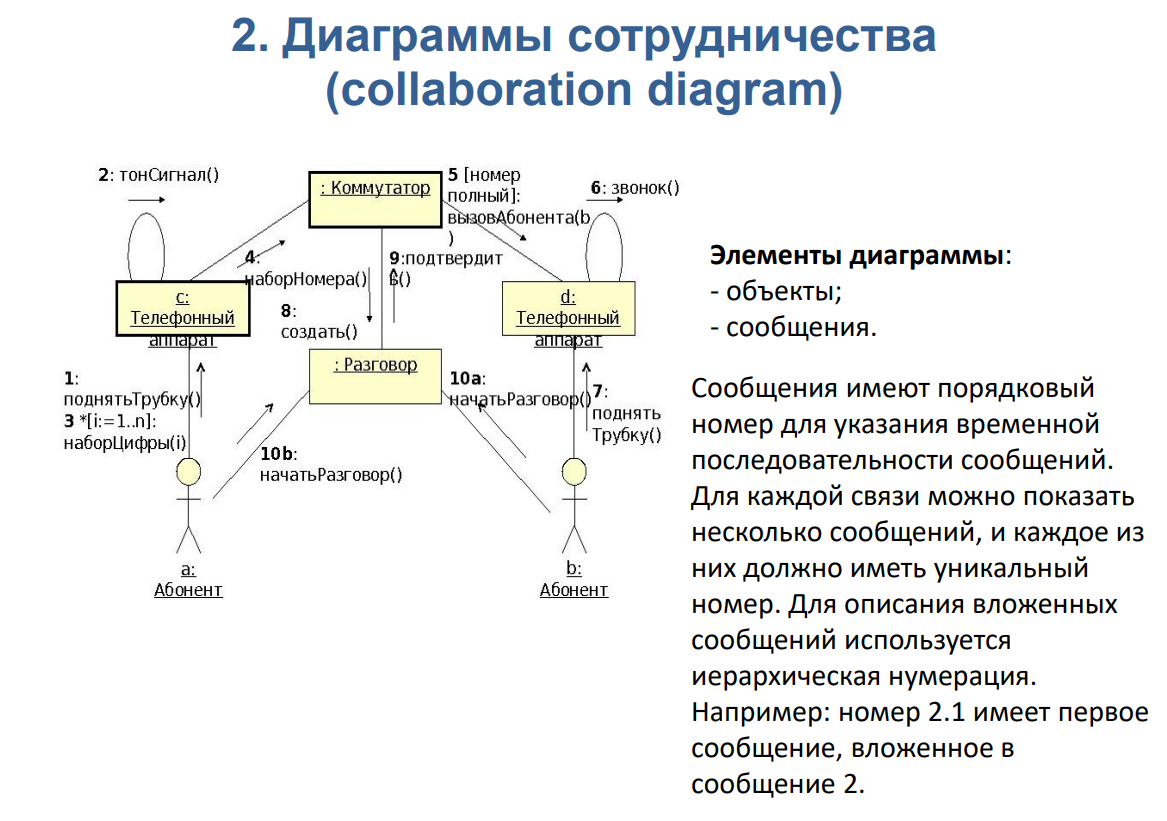 2. Диаграммы сотрудничества
(collaboration diagram)
2: тонСигнал()
: Коммутатор
5 [номер
полный]:
вызовАбонента(b
)
6: звонок()
4:
наборНомера()
9:подтвердит
ь()
c:
Телефонный
аппарат
d:
Телефонный
аппарат
8:
создать()
: Разговор
1:
поднятьТрубку()
3 *[i:=1..n]:
наборЦифры(i)
10a:
начатьРазговор()
7:
поднять
Трубку()
10b:
начатьРазговор()
a:
Абонент
b:
Абонент
Элементы диаграммы:
- объекты;
- сообщения.
Сообщения имеют порядковый
номер для указания временной
последовательности сообщений.
Для каждой связи можно показать
несколько сообщений, и каждое из
них должно иметь уникальный
номер. Для описания вложенных
сообщений используется
иерархическая нумерация.
Например: номер 2.1 имеет первое
сообщение, вложенное в
сообщение 2.